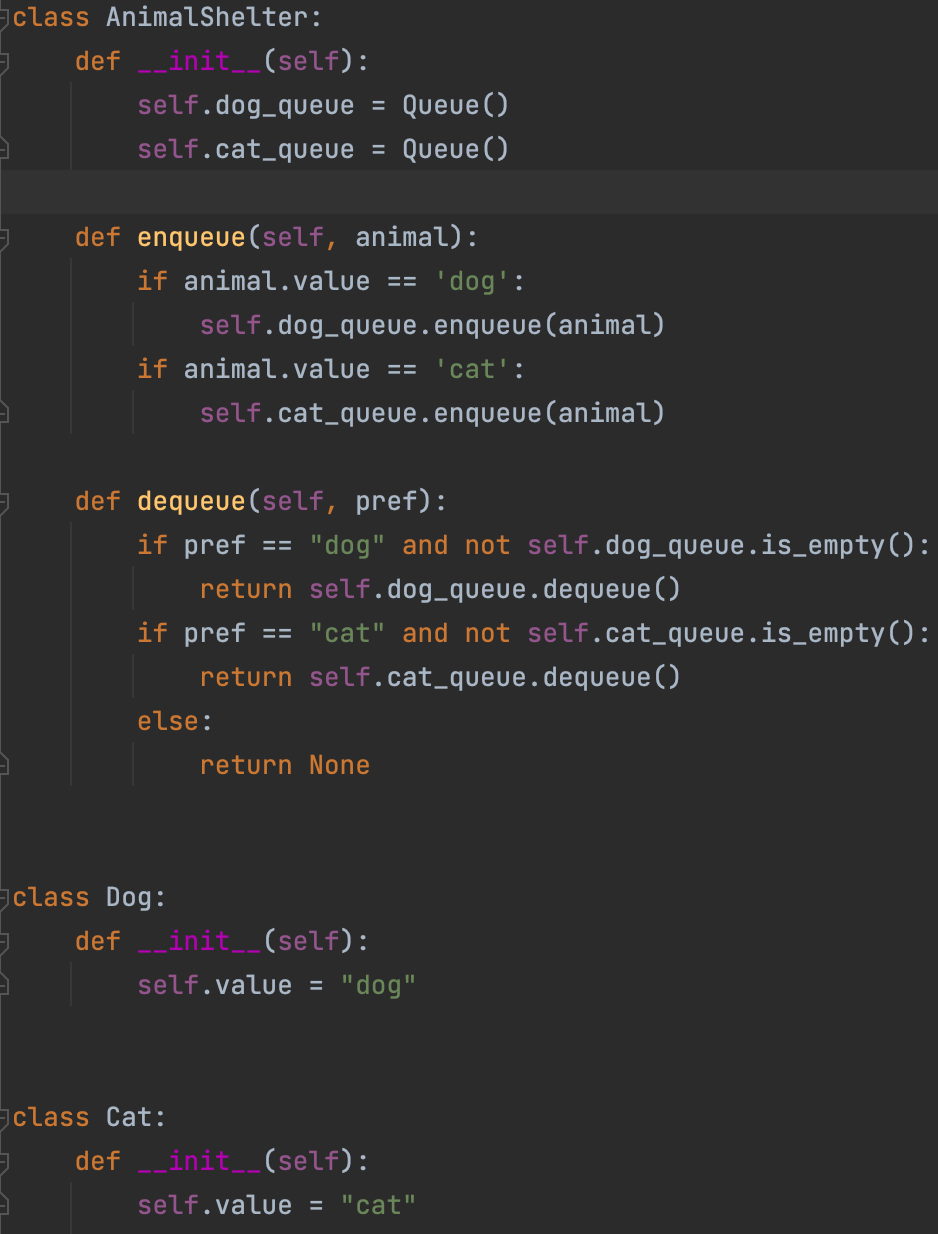 class AnimalShelter:
    def __init__(self):
        self.dog_queue = Queue()
        self.cat_queue = Queue()

    def enqueue(self, animal):
        if animal.value == 'dog':
            self.dog_queue.enqueue(animal)
        if animal.value == 'cat':
            self.cat_queue.enqueue(animal)

    def dequeue(self, pref):
        if pref == "dog" and not self.dog_queue.is_empty():
            return self.dog_queue.dequeue()
        if pref == "cat" and not self.cat_queue.is_empty():
            return self.cat_queue.dequeue()
        else:
            return None


class Dog:
    def __init__(self):
        self.value = "dog"


class Cat:
    def __init__(self):
        self.value = "cat"